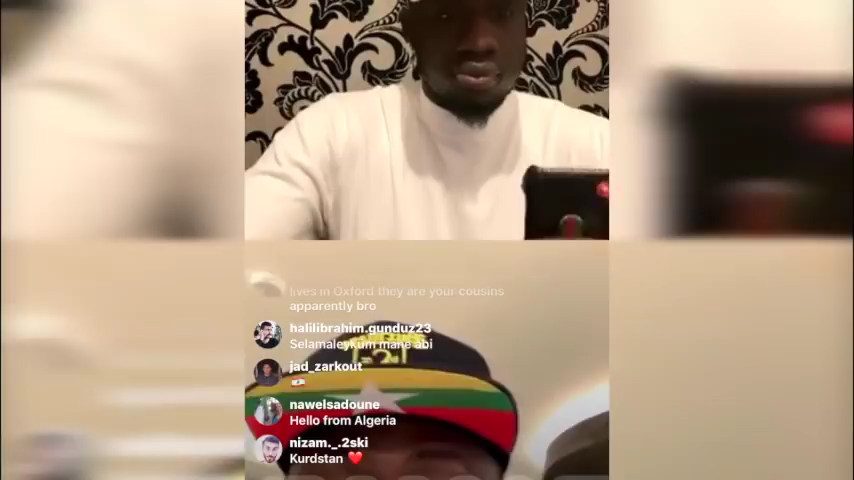 lives in Oxford they are your cousins
apparently bro
halilibrahim.gunduz23
Selamaleyküm mane abi
jad_zarkout
nawelsadoune
Hello from Algeria
nizam._.2ski
Kurdstan